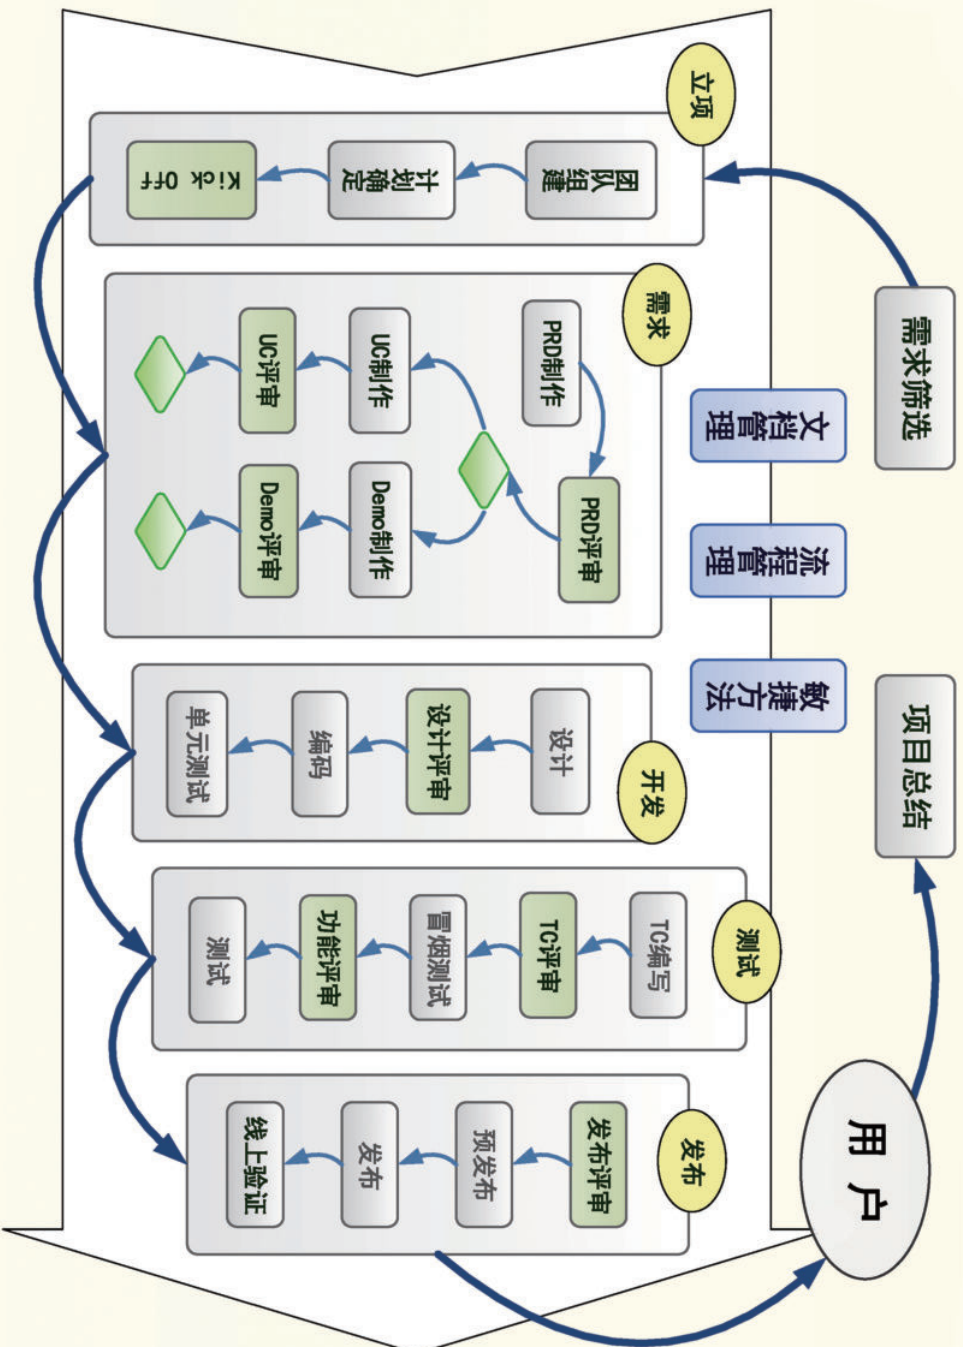 需求筛选
项目总结
用户
文档管理
流程管理
敏捷方法
立项
团队组建
计划确定
Kick Off
需求
PRD制作
PRD评审
UC制作
UC评审
Demo制作
Demo评审
开发
设计
设计评审
编码
单元测试
测试
TC编写
TC评审
冒烟测试
功能评审
测试
发布
发布评审
预发布
发布
线上验证